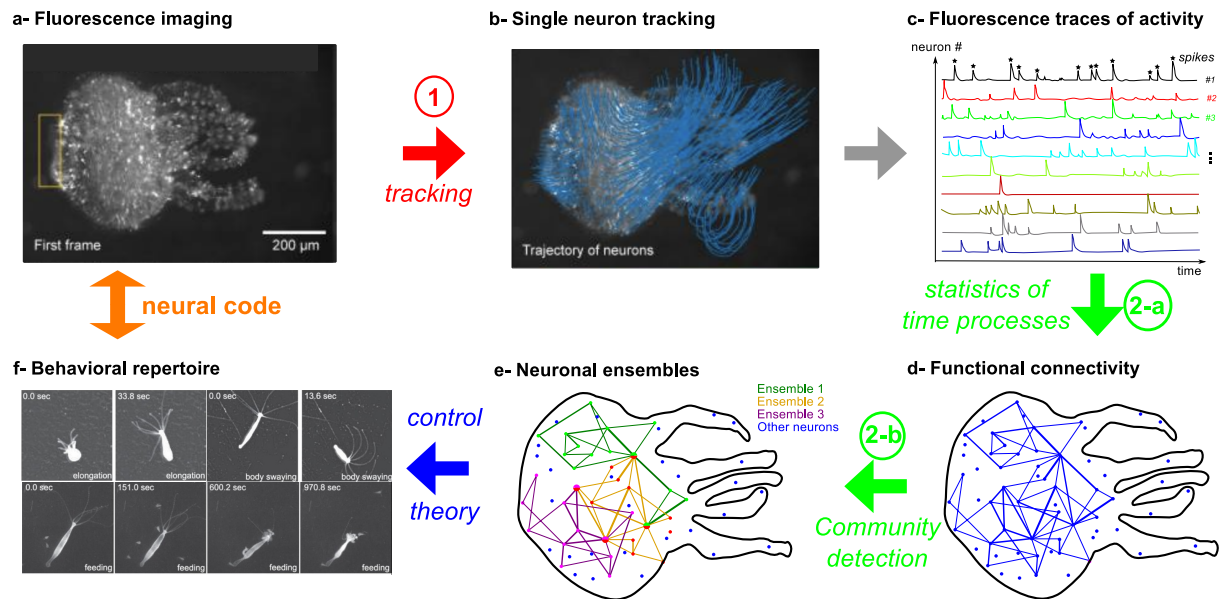 a- Fluorescence imaging
First frame
200 µm
1
tracking
b- Single neuron tracking
Trajectory of neurons
c- Fluorescence traces of activity
neuron #
spikes
#1
#2
#3
...
time
statistics of
time processes
2-a
neural code
f- Behavioral repertoire
0.0 sec
elongation
33.8 sec
elongation
0.0 sec
body swaying
13.6 sec
body swaying
0.0 sec
feeding
151.0 sec
feeding
600.2 sec
feeding
970.8 sec
feeding
control
theory
e- Neuronal ensembles
Ensemble 1
Ensemble 2
Ensemble 3
Other neurons
2-b
Community
detection
d- Functional connectivity